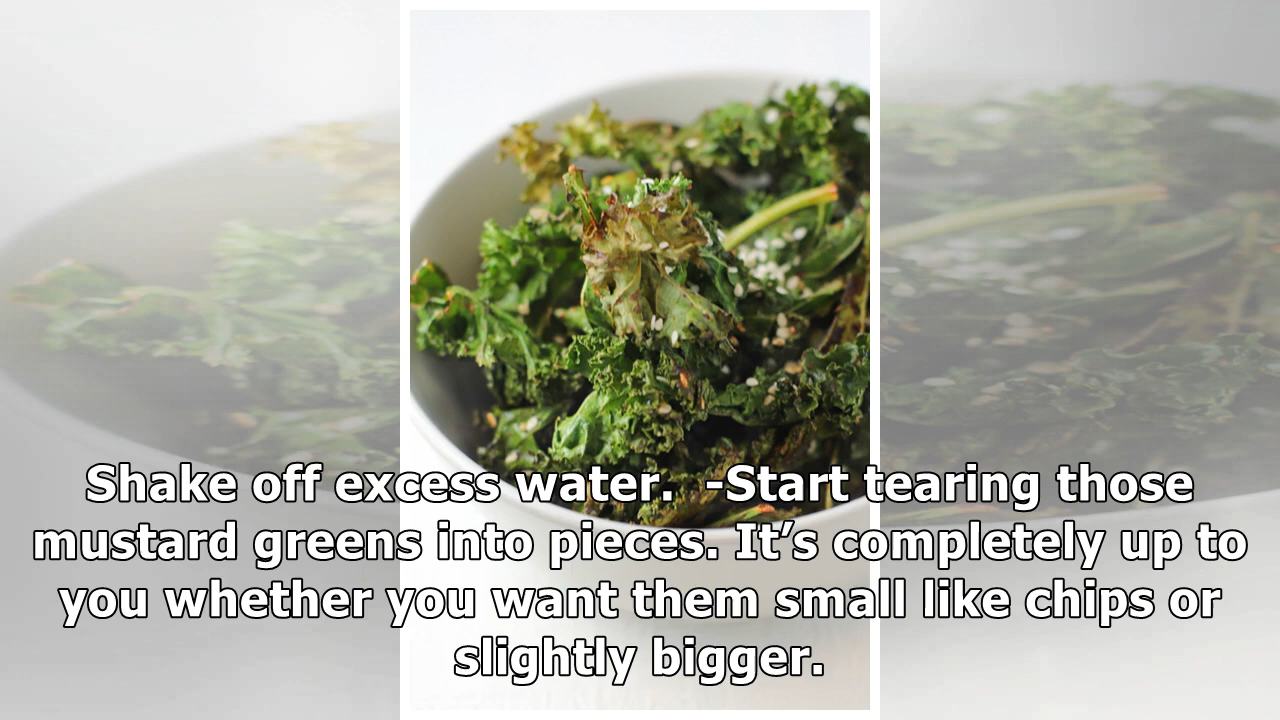 Shake off excess water.  -Start tearing those
mustard greens into pieces. It’s completely up to
you whether you want them small like chips or
slightly bigger.